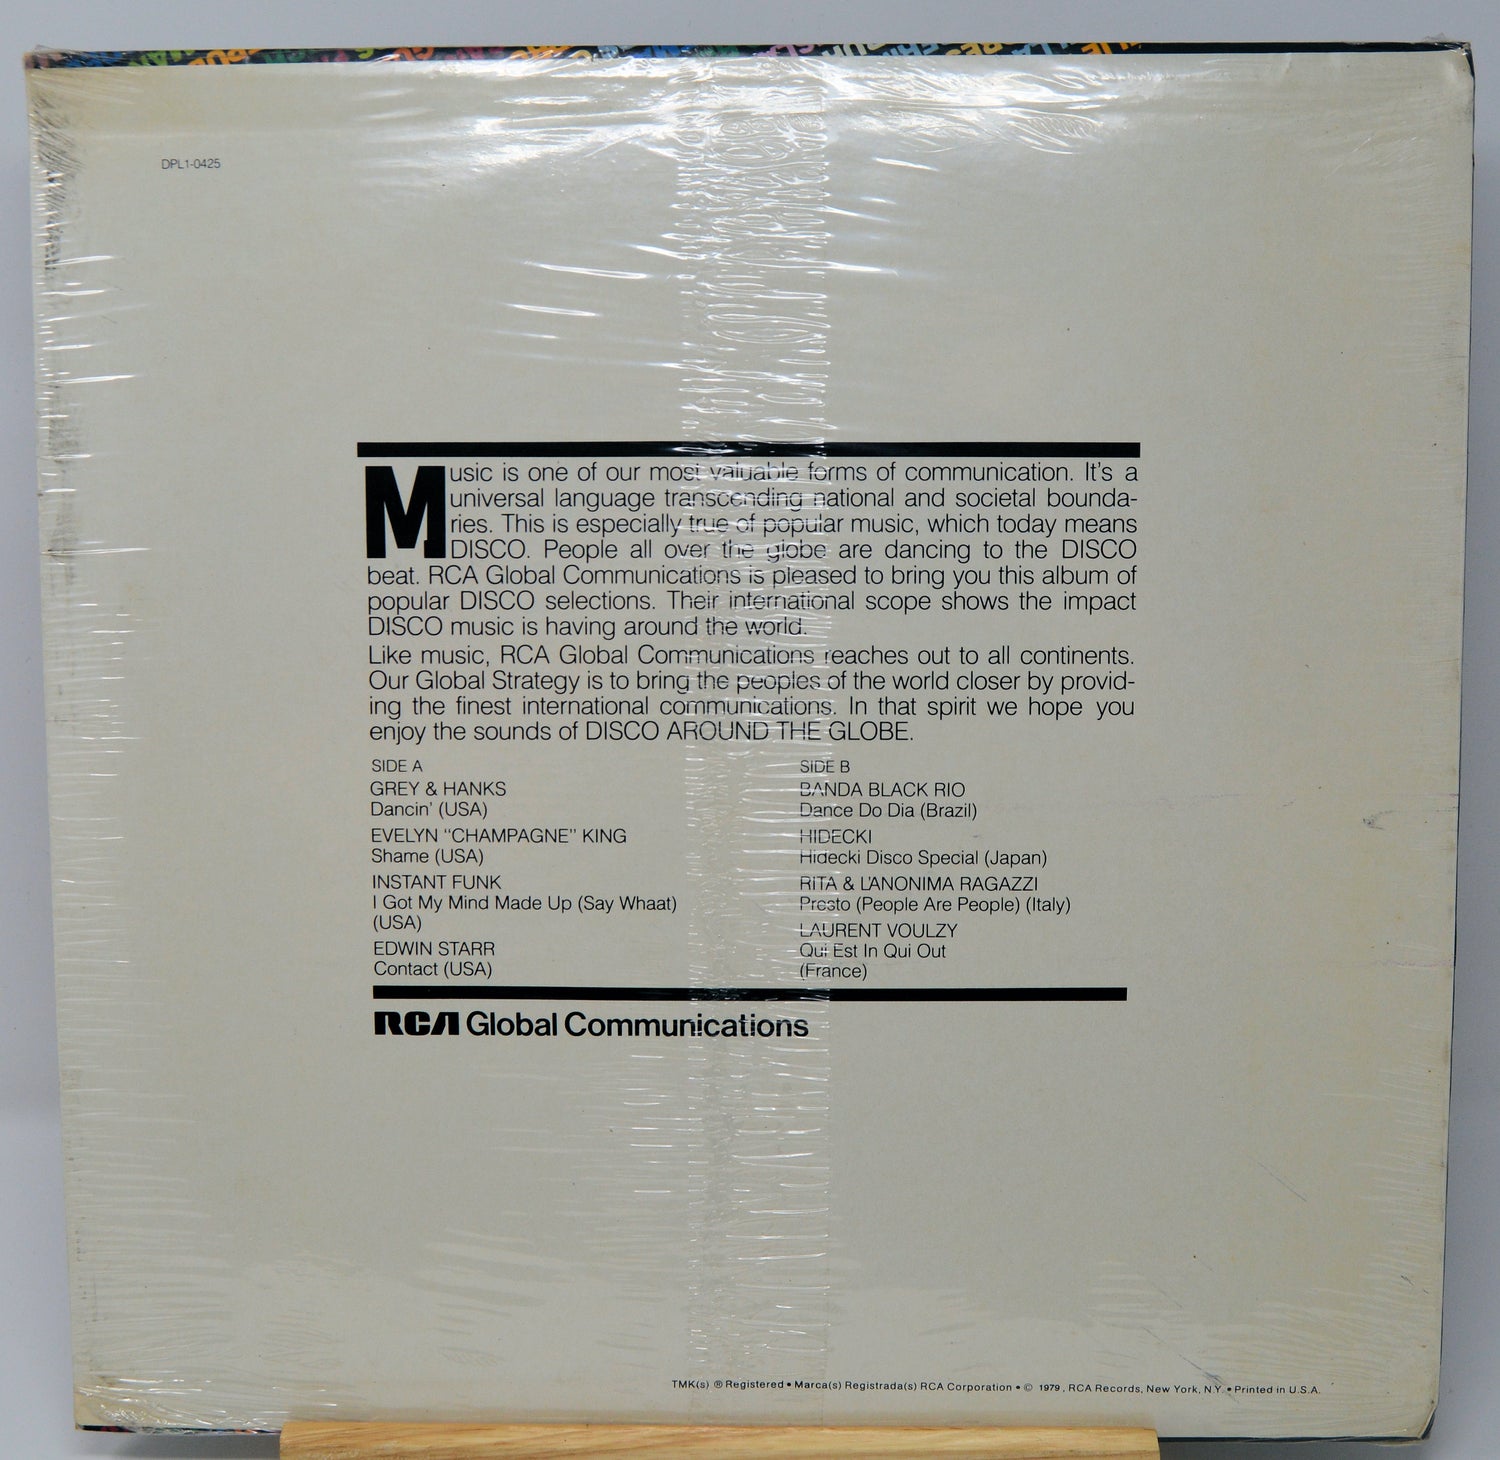 DPL1-0425
Music is one of our most valuable forms of communication. It's a
universal language transcending national and societal bounda-
ries. This is especially true of popular music, which today means
DISCO. People all over the globe are dancing to the DISCO
beat. RCA Global Communications is pleased to bring you this album of
popular DISCO selections. Their international scope shows the impact
DISCO music is having around the world.
Like music, RCA Global Communications reaches out to all continents.
Our Global Strategy is to bring the peoples of the world closer by provid-
ing the finest international communications. In that spirit we hope you
enjoy the sounds of DISCO AROUND THE GLOBE.
SIDE A
GREY & HANKS
Dancin' (USA)
EVELYN "CHAMPAGNE" KING
Shame (USA)
INSTANT FUNK
I Got My Mind Made Up (Say Whaat)
(USA)
EDWIN STARR
Contact (USA)
SIDE B
BANDA BLACK RIO
Dance Do Dia (Brazil)
HIDECKI
Hidecki Disco Special (Japan)
RITA & L'ANONIMA RAGAZZI
Presto (People Are People) (Italy)
LAURENT VOULZY
Qui Est In Qui Out
(France)
RCA Global Communications
TMK(s) ® Registered • Marca(s) Registrada(s) RCA Corporation • © 1979, RCA Records, New York, N.Y. • Printed in U.S.A.